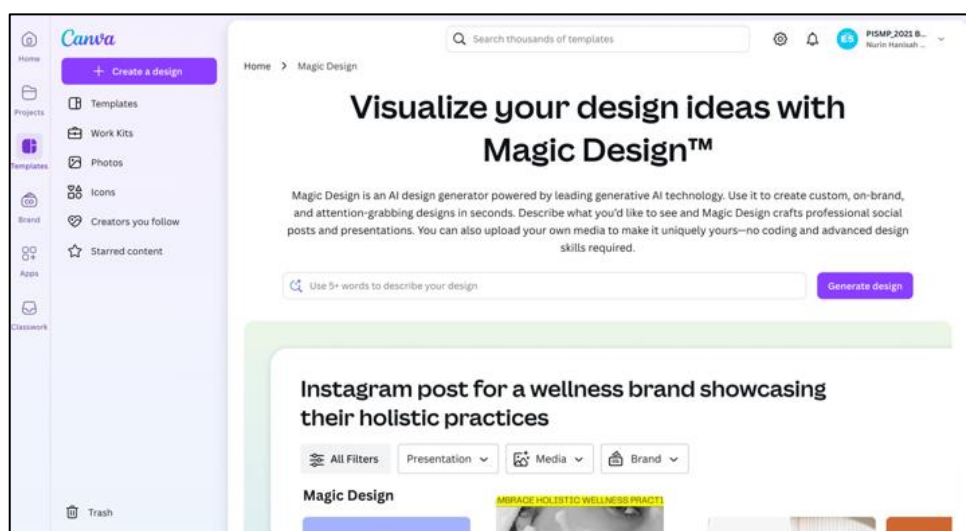 Home
Projects
Templates
Brand
Apps
Classwork
Canva
+ Create a design
Templates
Work Kits
Photos
Icons
Creators you follow
Starred content
Trash
Search thousands of templates
ES
PISMP_2021 B...
Nurin Hanisah ...
Home > Magic Design
Visualize your design ideas with
Magic Design™
Magic Design is an AI design generator powered by leading generative AI technology. Use it to create custom, on-brand,
and attention-grabbing designs in seconds. Describe what you'd like to see and Magic Design crafts professional social
posts and presentations. You can also upload your own media to make it uniquely yours—no coding and advanced design
skills required.
Use 5+ words to describe your design
Generate design
Instagram post for a wellness brand showcasing
their holistic practices
All Filters
Presentation
Media
Brand
Magic Design
MBRACE HOLISTIC WELLNESS PRACTI